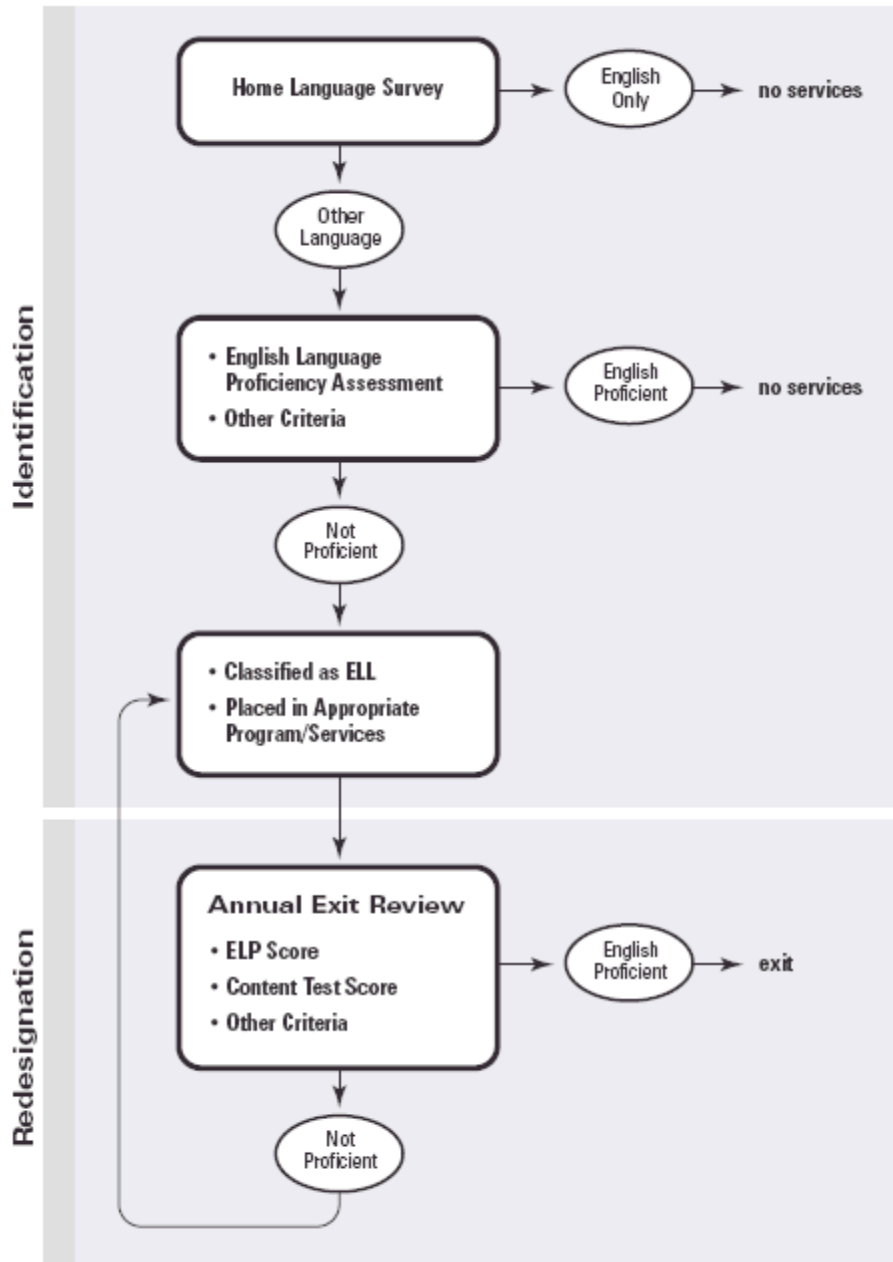 Identification
Home Language Survey
English
Only
no services
Other
Language
• English Language
Proficiency Assessment
• Other Criteria
English
Proficient
no services
Not
Proficient
• Classified as ELL
• Placed in Appropriate
Program/Services
Redesignation
Annual Exit Review
• ELP Score
• Content Test Score
• Other Criteria
English
Proficient
exit
Not
Proficient